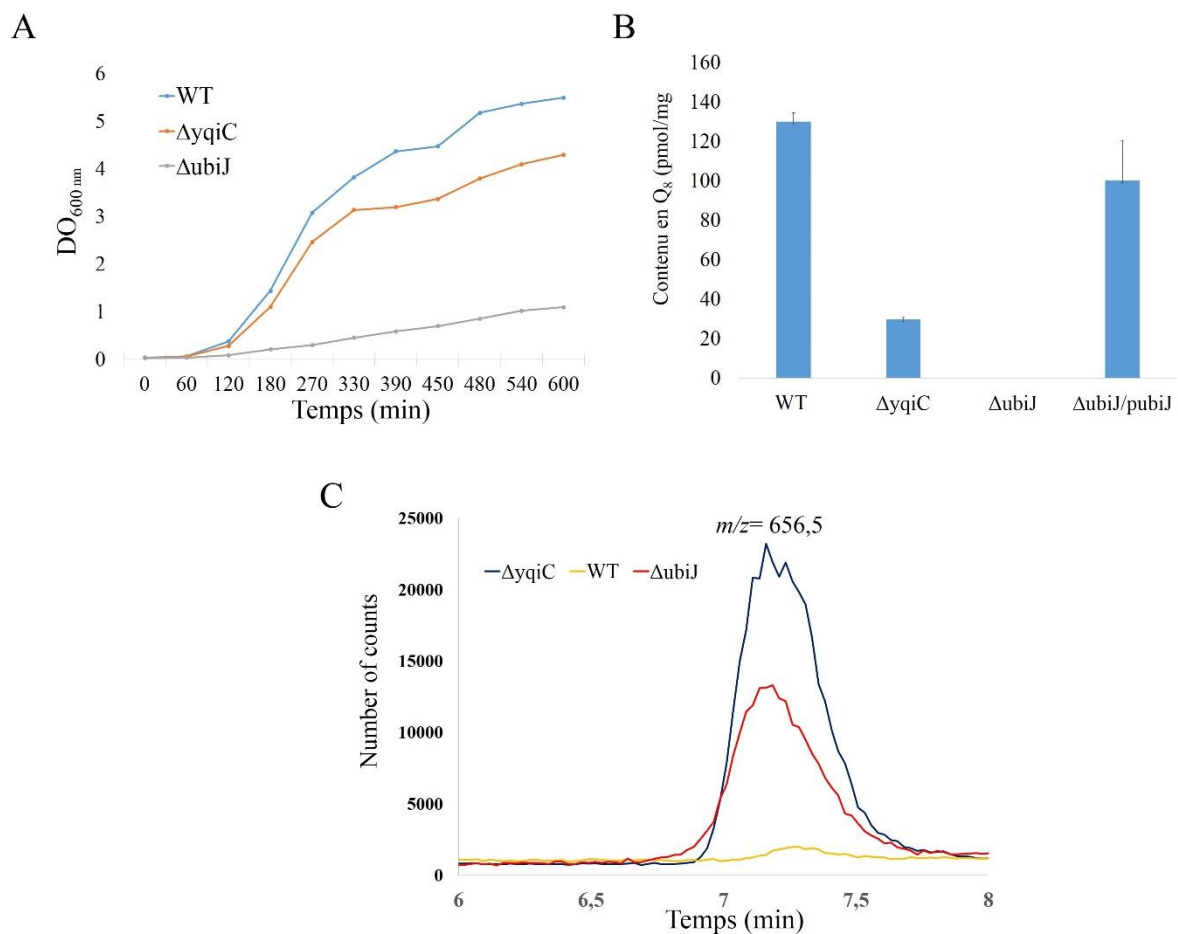 A
DO600 nm
6
5
4
3
2
1
0
WT
ΔyqiC
ΔubiJ
0 60 120 180 270 330 390 450 480 540 600
Temps (min)
B
Contenu en Q8 (pmol/mg)
160
140
120
100
80
60
40
20
0
WT ΔyqiC ΔubiJ ΔubiJ/pubiJ
C
m/z= 656,5
ΔyqiC WT ΔubiJ
Number of counts
25000
20000
15000
10000
5000
0
6 6,5 7 7,5 8
Temps (min)